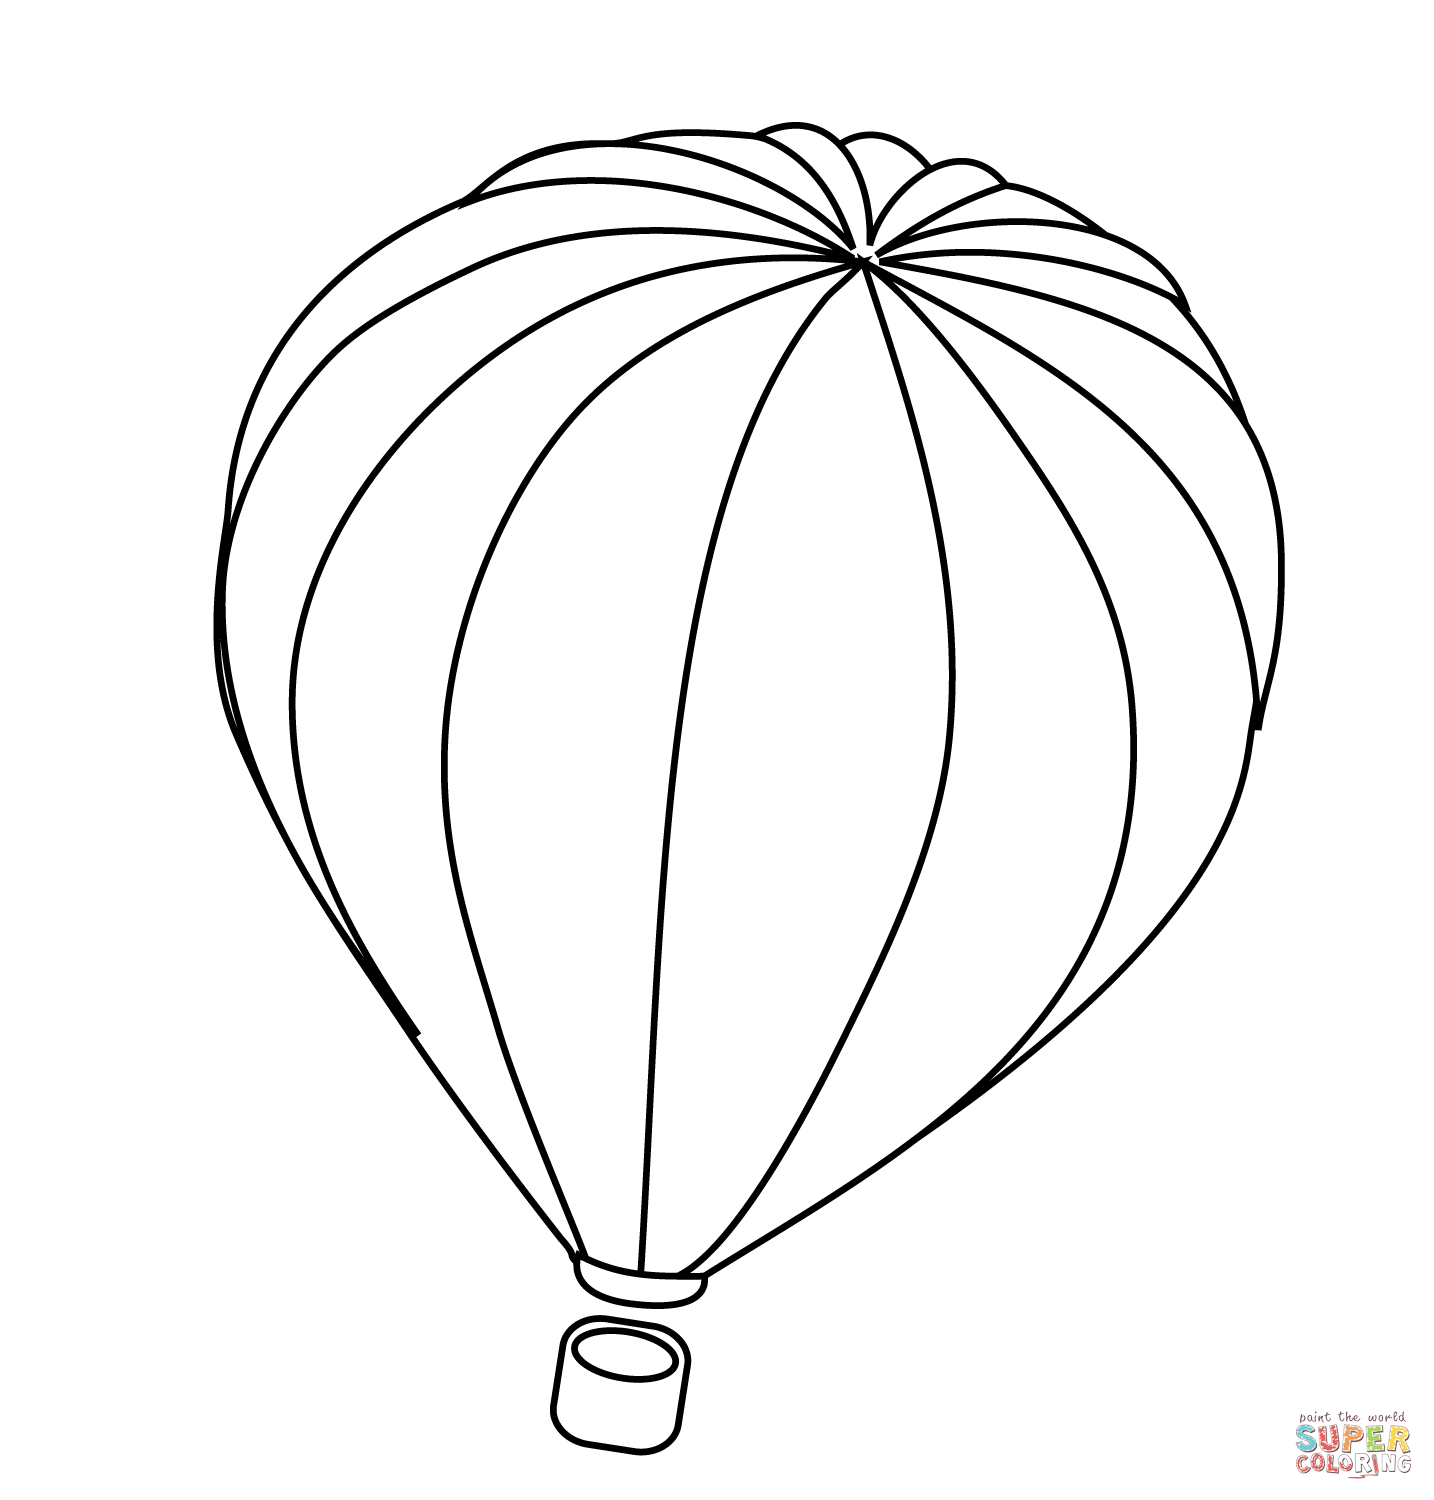 paint the world
SUPER
COLORING